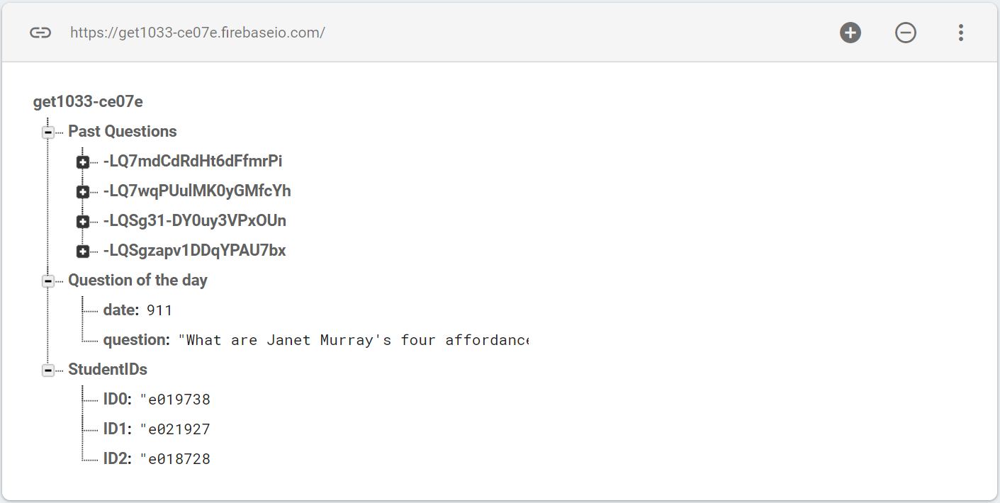 https://get1033-ce07e.firebaseio.com/
get1033-ce07e
Past Questions
-LQ7mdCdRdHt6dFfmrPi
-LQ7wqPUulMK0yGMfcYh
-LQSg31-DY0uy3VPxOUn
-LQSgzapv1DDqYPAU7bx
Question of the day
date: 911
question: "What are Janet Murray's four affordance
StudentIDs
ID0: "e019738
ID1: "e021927
ID2: "e018728